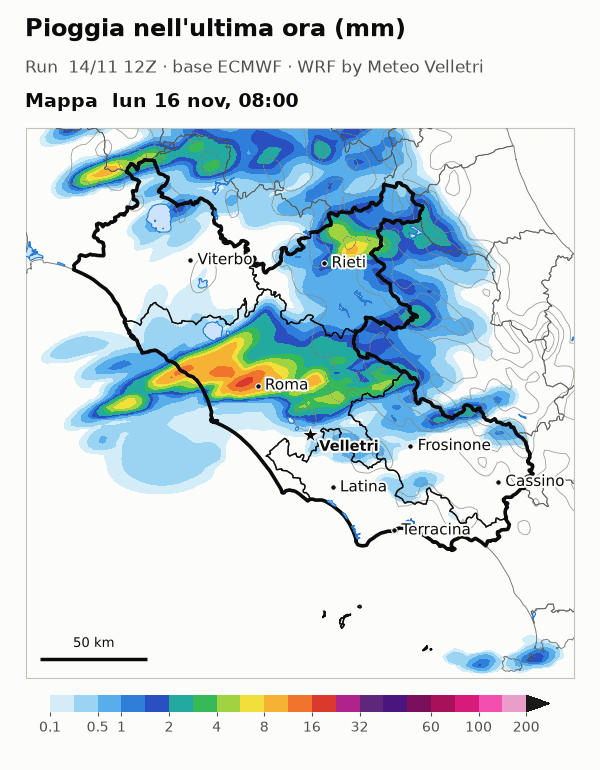 Pioggia nell'ultima ora (mm)
Run  14/11 12Z · base ECMWF · WRF by Meteo Velletri
Mappa  lun 16 nov, 08:00
Viterbo
Rieti
Roma
Velletri
Frosinone
Latina
Cassino
Terracina
50 km
0.1 0.5 1 2 4 8 16 32 60 100 200